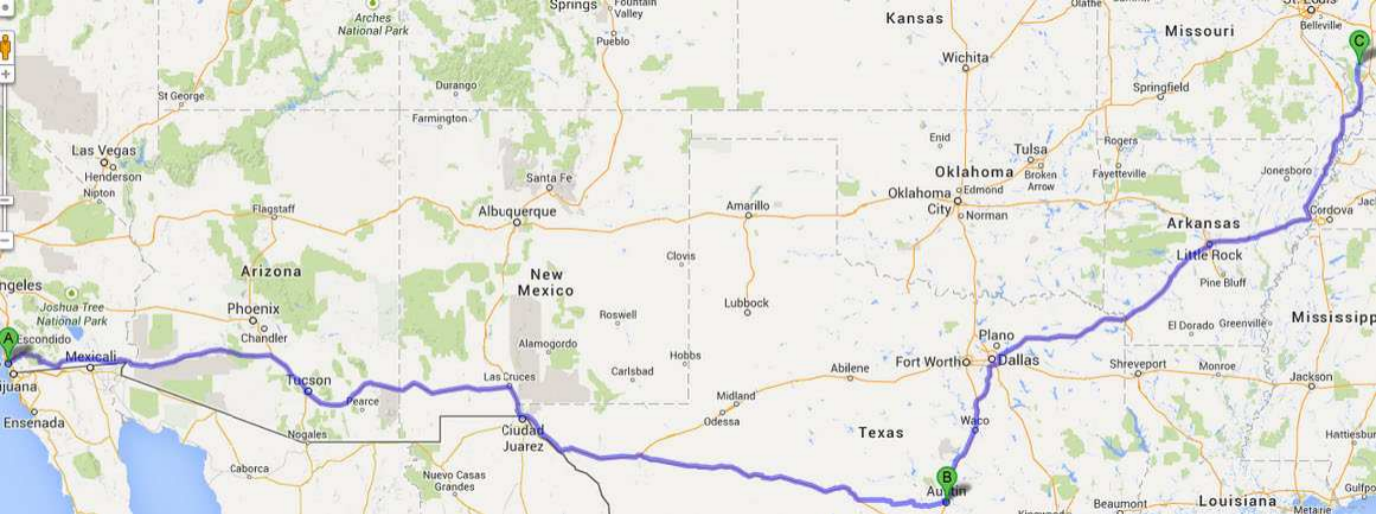 Springs
Fountain
Valley
Arches
National Park
Kansas
Olathe
St. Louis
Belleville
Missouri
Pueblo
Wichita
C
Durango
St George
Springfield
Farmington
Enid
Las Vegas
Henderson
Nipton
Tulsa
Broken
Arrow
Rogers
Fayetteville
Jonesboro
Santa Fe
Oklahoma
Oklahoma
City
Edmond
Norman
Flagstaff
Albuquerque
Amarillo
Cordova
Arkansas
Little Rock
Clovis
Arizona
New
Mexico
Pine Bluff
ngeles
Joshua Tree
National Park
Phoenix
Chandler
Roswell
Lubbock
El Dorado
Greenville
Mississipp
A
Escondido
Mexicali
Alamogordo
Plano
Hobbs
Fort Worth
Dallas
Carlsbad
Abilene
Shreveport
Monroe
Jackson
ijuana
Tucson
Las Cruces
Pearce
Midland
Odessa
Ensenada
Waco
Ciudad
Juarez
Texas
Nogales
Hattiesbur
Caborca
Nuevo Casas
Grandes
B
Austin
Louisiana
Beaumont
Gulfpo
Metairie